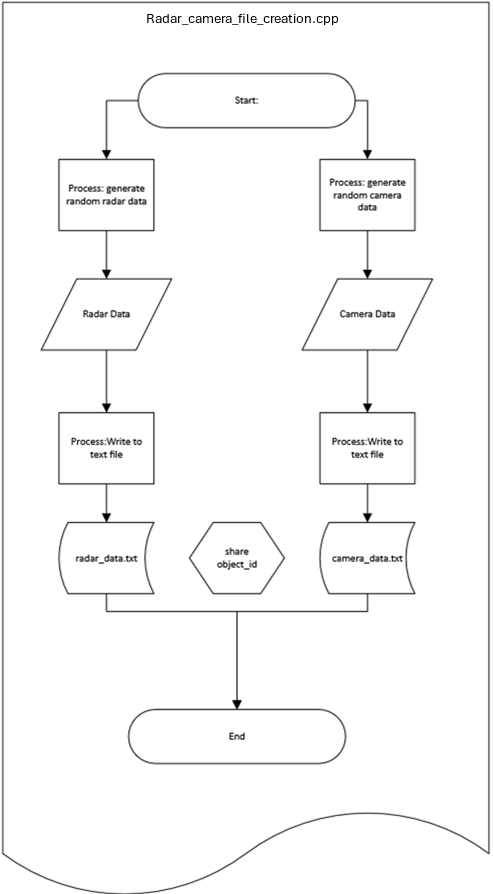 Radar_camera_file_creation.cpp
Start:
Process: generate
random radar data
Process: generate
random camera
data
Radar Data
Camera Data
Process:Write to
text file
Process:Write to
text file
radar_data.txt
share
object_id
camera_data.txt
End